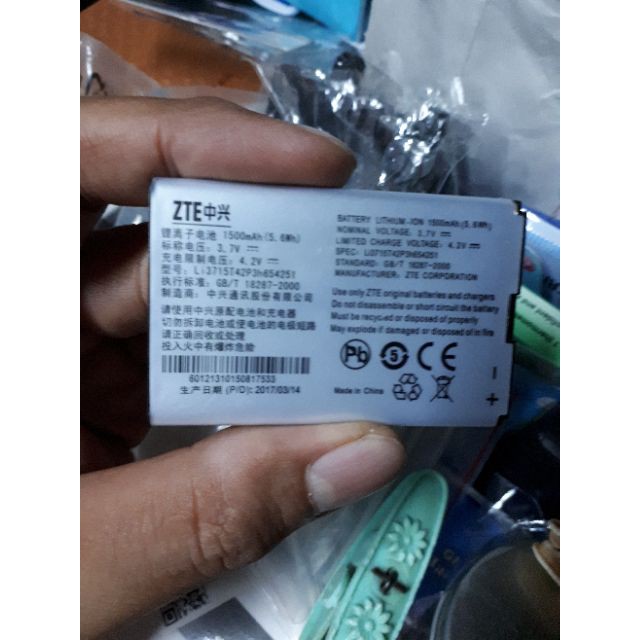 ZTE中兴
锂离子电池 1500mAh(5.6Wh)
标称电压: 3.7V
充电限制电压: 4.2V
型号: Li3715T42P3h654251
执行标准: GB/T 18287-2000
制造商: 中兴通讯股份有限公司
请使用中兴原配电池和充电器
切勿拆卸电池或使电池的电极短路
请正确回收或处理
投入火中有爆炸危险
60121310150817533
生产日期 (P/D): 2017/03/14
BATTERY LITHIUM-ION 1500mAh(5.6Wh)
NOMINAL VOLTAGE: 3.7V
LIMITED CHARGE VOLTAGE: 4.2V
SPEC: Li3715T42P3h654251
STANDARD: GB/T 18287-2000
MANUFACTURER: ZTE CORPORATION
Use only ZTE original batteries and chargers
Do not disassemble or short circuit the battery
Must be recycled or disposed of properly
May explode if damaged or disposed of in fire
Pb 5 CE
Made in China
- +